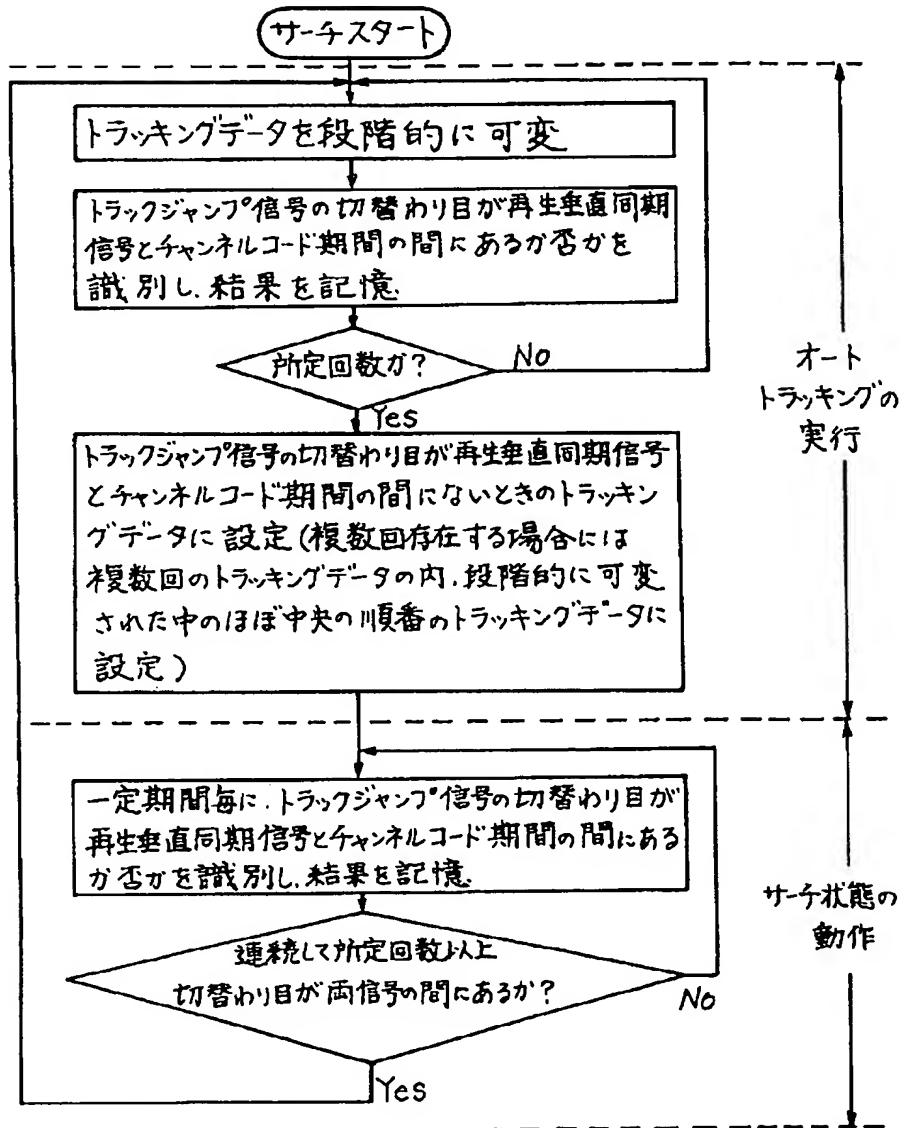 サーチスタート
トラッキングデータを段階的に可変
トラックジャンプ信号の切替わり目が再生垂直同期
信号とチャンネルコード期間の間にあるか否かを
識別し、結果を記憶.
所定回数か?
No
Yes
オート
トラッキングの
実行
トラックジャンプ信号の切替わり目が再生垂直同期信号
とチャンネルコード期間の間にないときのトラッキン
グデータに設定(複数回存在する場合には
複数回のトラッキングデータの内、段階的に可変
された中のほぼ中央の順番のトラッキングデータに
設定)
一定期間毎に、トラックジャンプ信号の切替わり目が
再生垂直同期信号とチャンネルコード期間の間にある
か否かを識別し、結果を記憶.
連続して所定回数以上
切替わり目が両信号の間にあるか?
No
Yes
サーチ状態の
動作